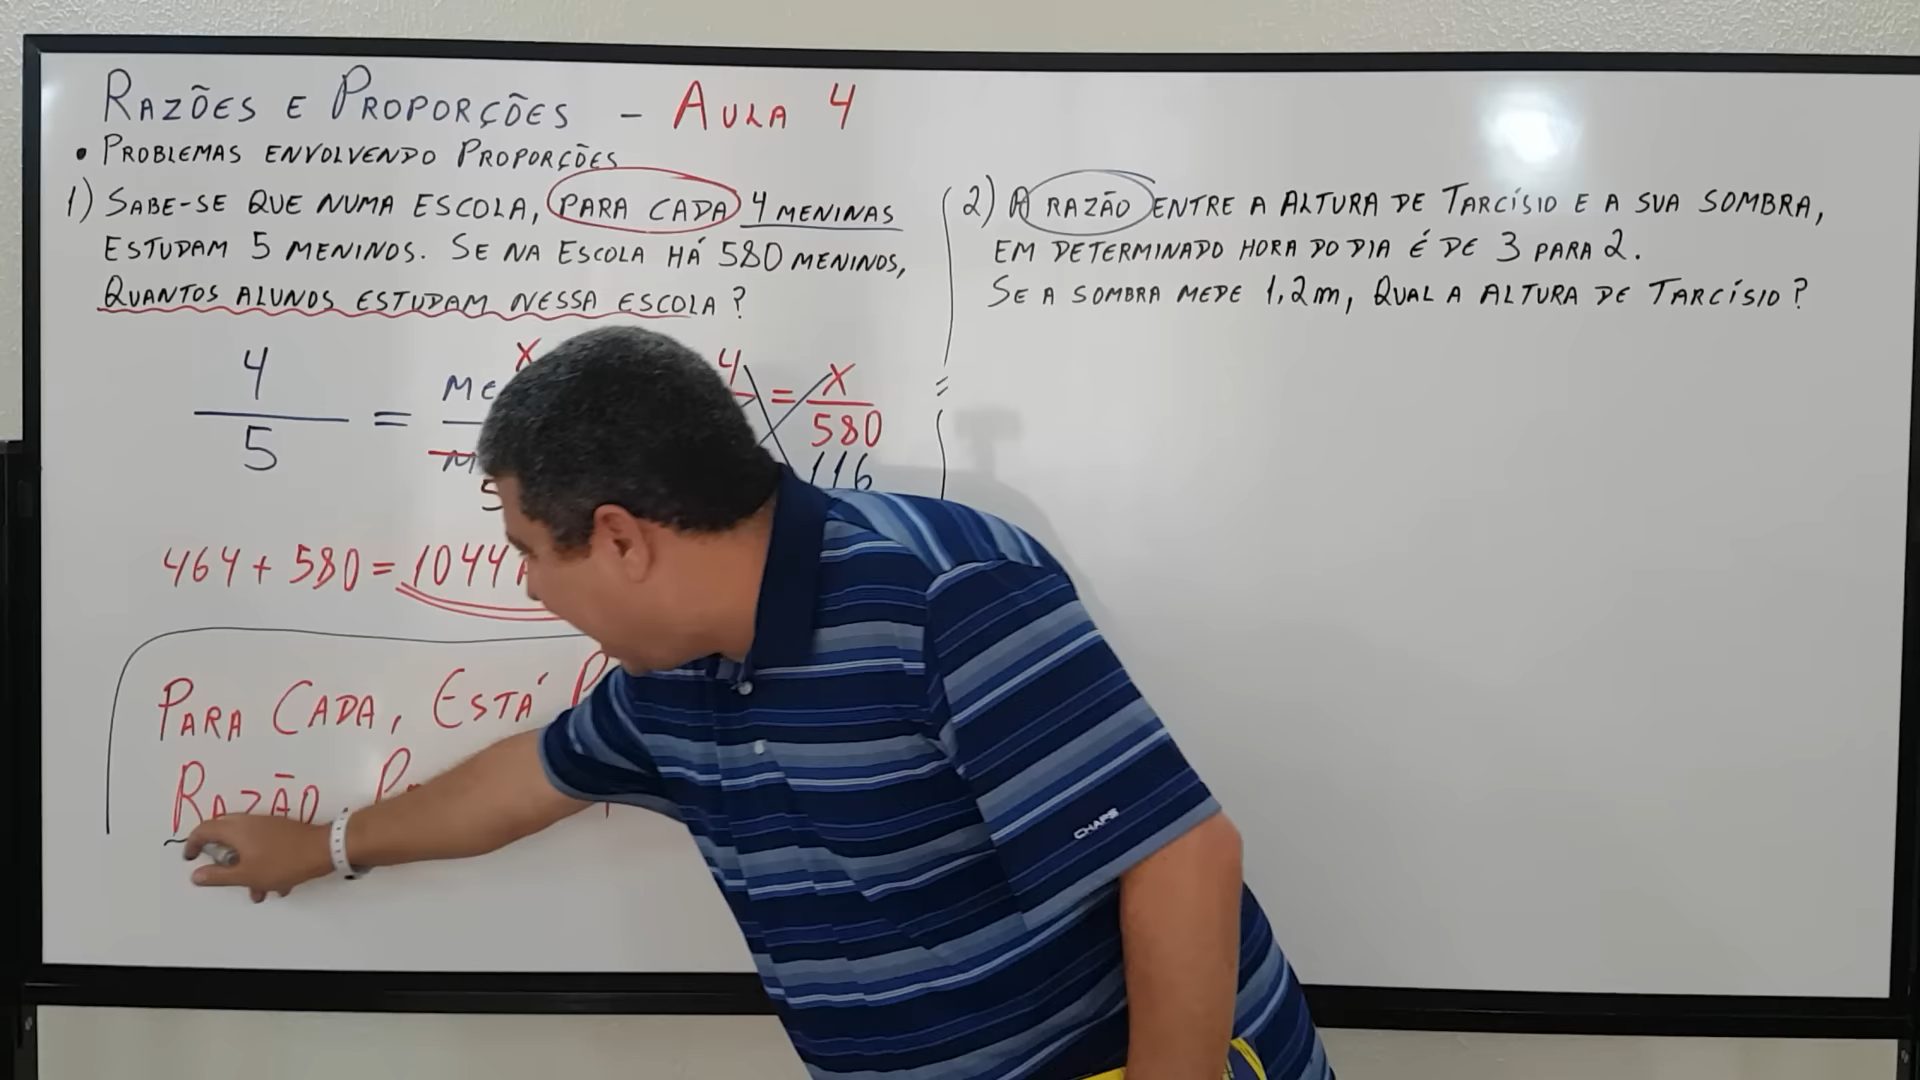 RAZÕES E PROPORÇÕES - AULA 4
• PROBLEMAS ENVOLVENDO PROPORÇÕES
1) SABE-SE QUE NUMA ESCOLA, PARA CADA 4 MENINAS
ESTUDAM 5 MENINOS. SE NA ESCOLA HÁ 580 MENINOS,
QUANTOS ALUNOS ESTUDAM NESSA ESCOLA?
4
5
=
X
5
4
=
X
580
116
464 + 580 = 1044
PARA CADA, ESTÁ
RAZÃO,
2) A RAZÃO ENTRE A ALTURA DE TARCÍSIO E A SUA SOMBRA,
EM DETERMINADO HORA DO DIA É DE 3 PARA 2.
SE A SOMBRA MEDE 1,2m, QUAL A ALTURA DE TARCÍSIO?
CHAPS